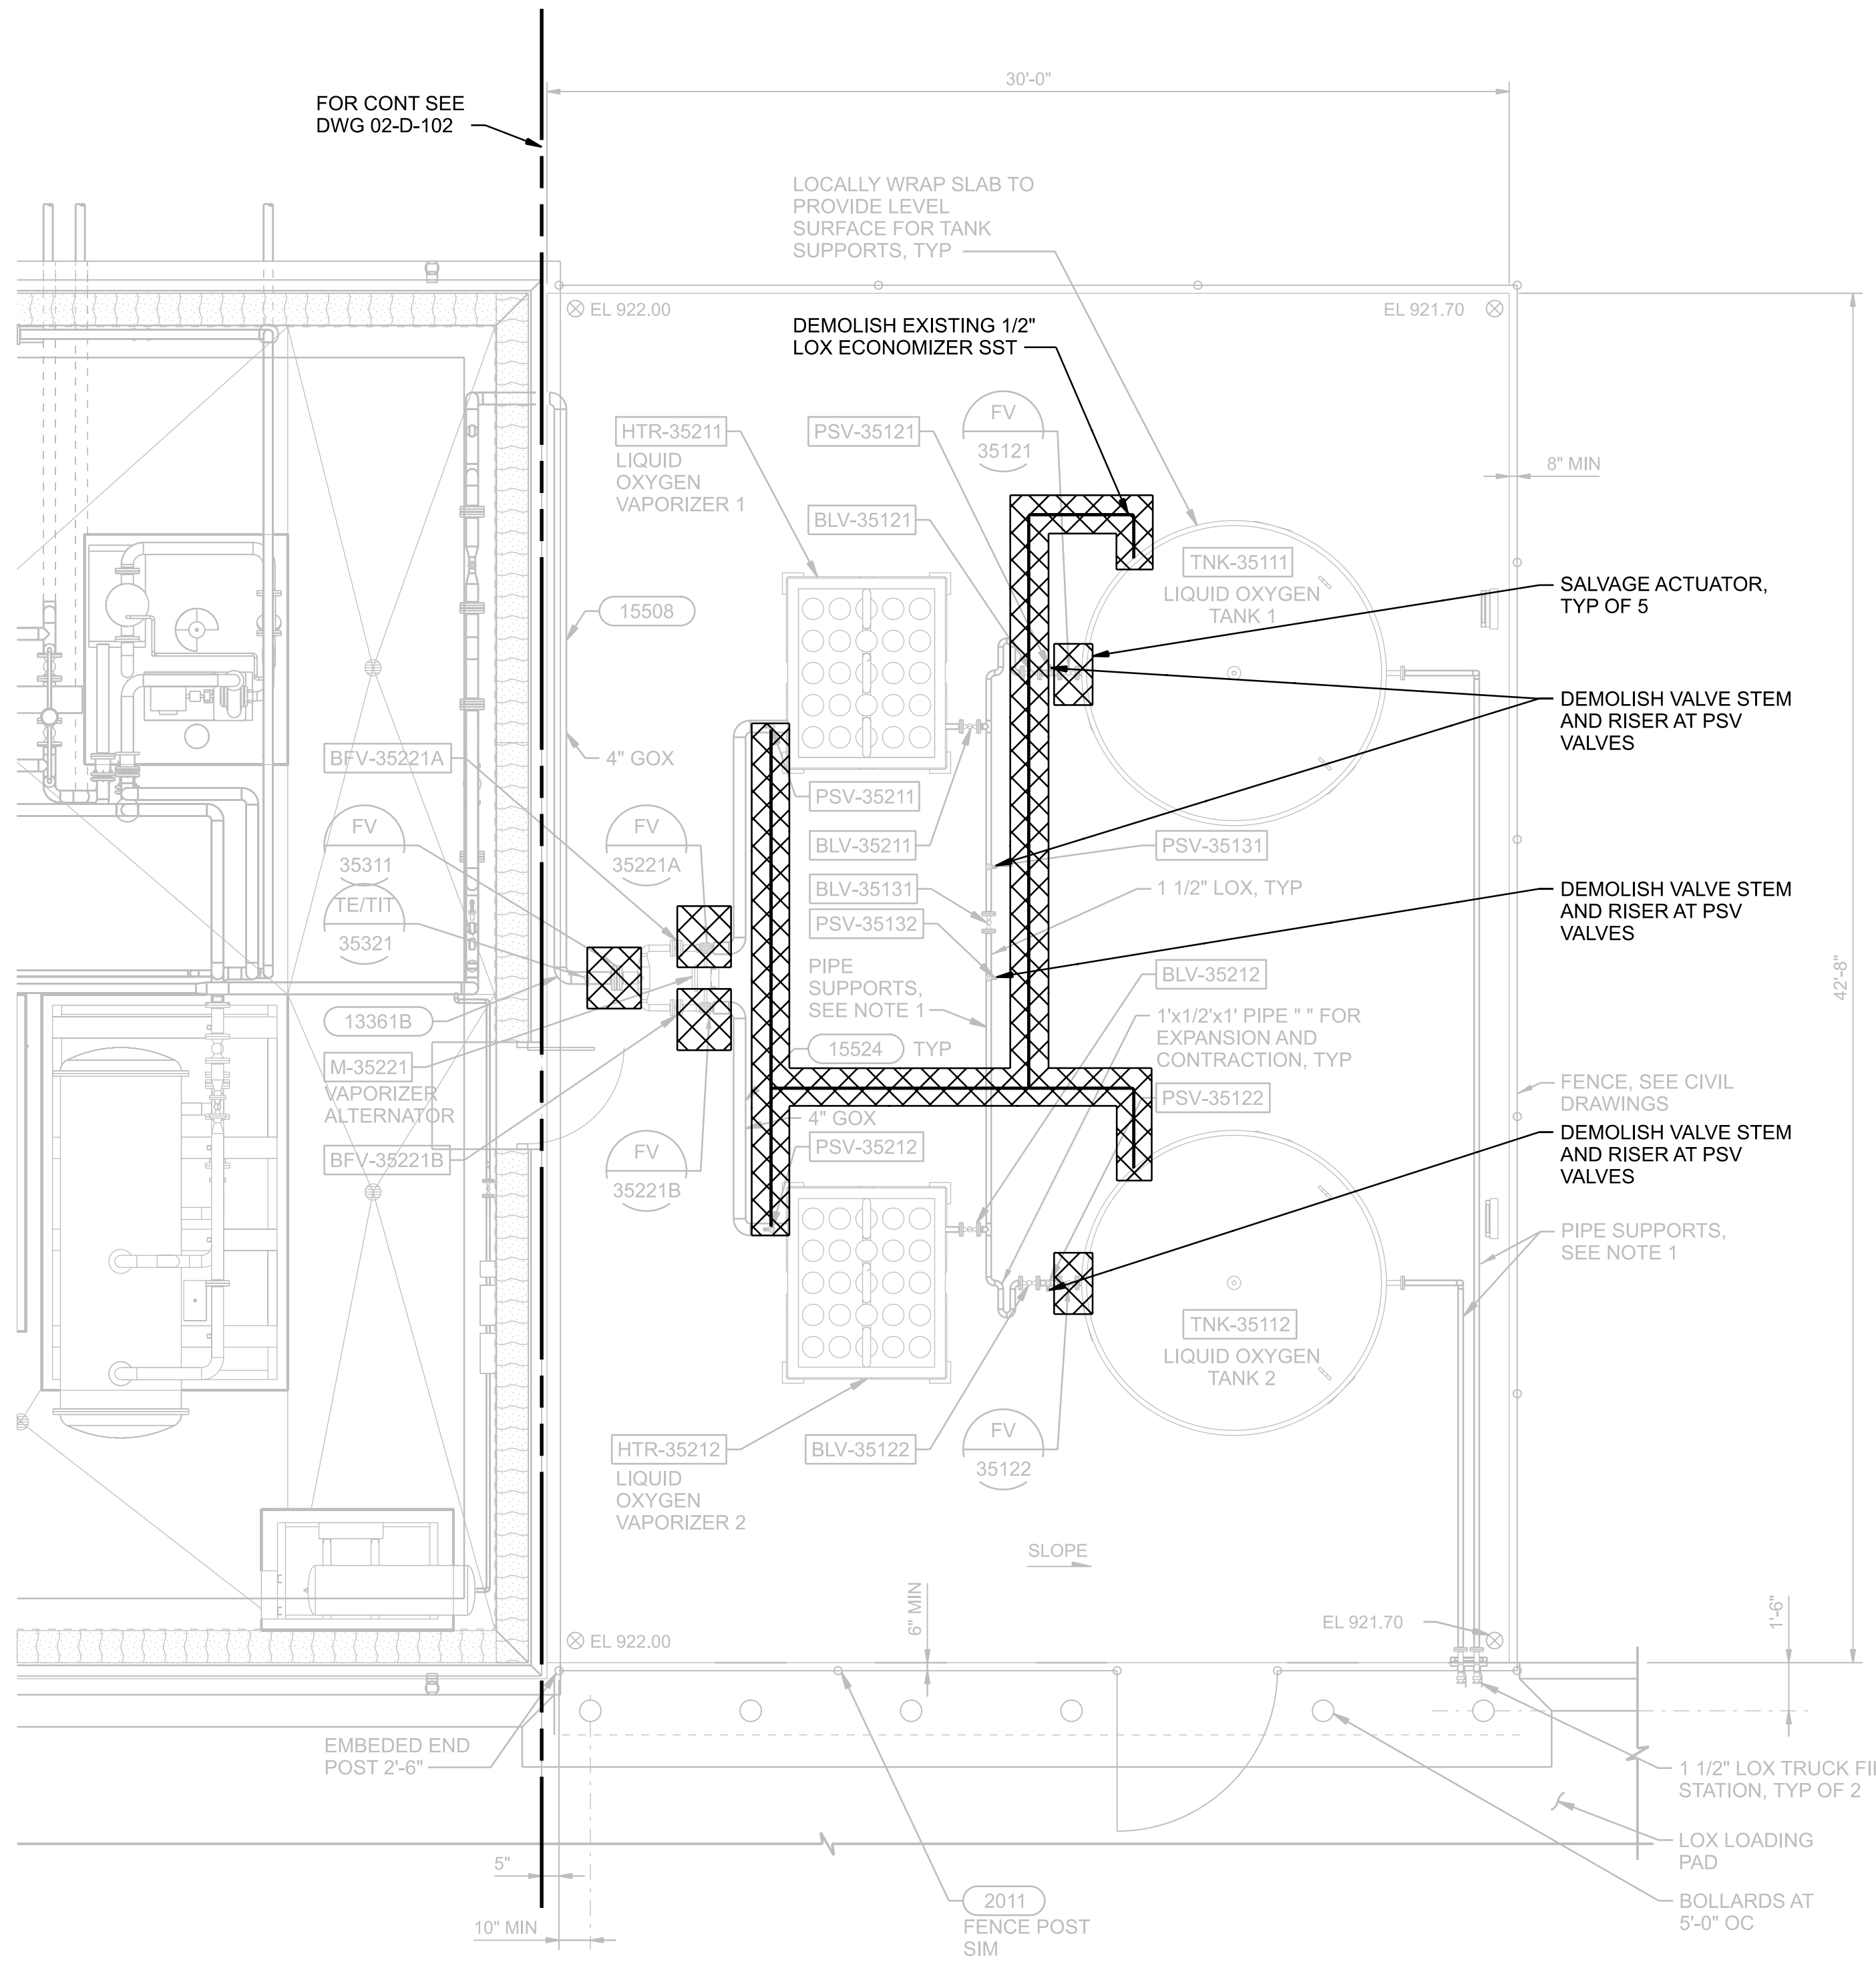 30'-0"
FOR CONT SEE
DWG 02-D-102
LOCALLY WRAP SLAB TO
PROVIDE LEVEL
SURFACE FOR TANK
SUPPORTS, TYP
EL 922.00
EL 921.70
DEMOLISH EXISTING 1/2"
LOX ECONOMIZER SST
HTR-35211
LIQUID
OXYGEN
VAPORIZER 1
PSV-35121
FV
35121
8" MIN
BLV-35121
TNK-35111
LIQUID OXYGEN
TANK 1
SALVAGE ACTUATOR,
TYP OF 5
15508
DEMOLISH VALVE STEM
AND RISER AT PSV
VALVES
BFV-35221A
4" GOX
PSV-35211
FV
35311
FV
35221A
BLV-35211
PSV-35131
TE/TIT
35321
BLV-35131
1 1/2" LOX, TYP
PSV-35132
DEMOLISH VALVE STEM
AND RISER AT PSV
VALVES
PIPE
SUPPORTS,
SEE NOTE 1
BLV-35212
42'-8"
13361B
1'x1/2'x1' PIPE " " FOR
EXPANSION AND
CONTRACTION, TYP
15524 TYP
M-35221
VAPORIZER
ALTERNATOR
PSV-35122
FENCE, SEE CIVIL
DRAWINGS
4" GOX
BFV-35221B
FV
35221B
PSV-35212
DEMOLISH VALVE STEM
AND RISER AT PSV
VALVES
PIPE SUPPORTS,
SEE NOTE 1
TNK-35112
LIQUID OXYGEN
TANK 2
HTR-35212
LIQUID
OXYGEN
VAPORIZER 2
BLV-35122
FV
35122
SLOPE
6" MIN
EL 922.00
EL 921.70
1'-6"
EMBEDED END
POST 2'-6"
1 1/2" LOX TRUCK FI
STATION, TYP OF 2
LOX LOADING
PAD
5"
2011
FENCE POST
SIM
BOLLARDS AT
5'-0" OC
10" MIN